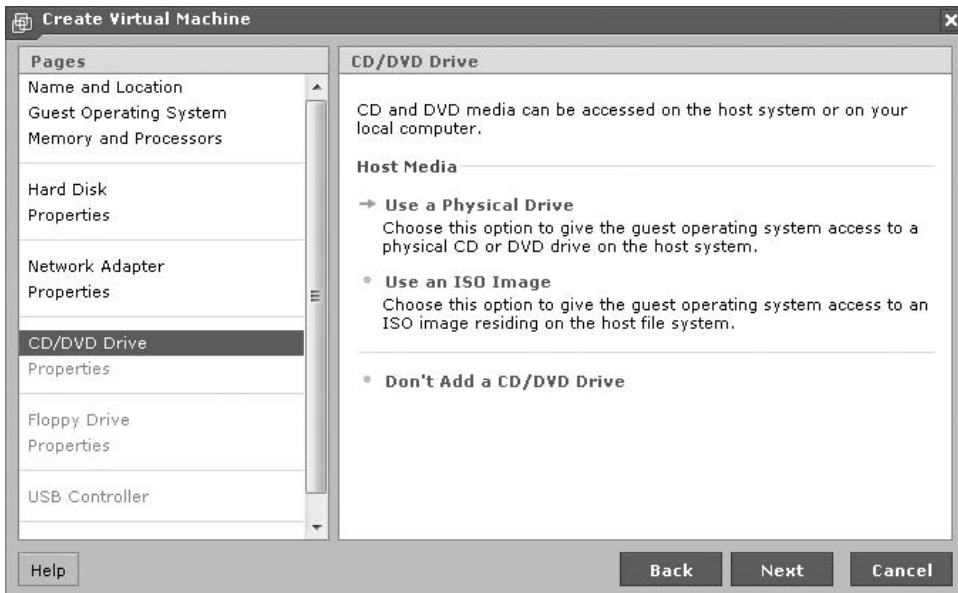 Create Virtual Machine
Pages
Name and Location
Guest Operating System
Memory and Processors
Hard Disk
Properties
Network Adapter
Properties
CD/DVD Drive
Properties
Floppy Drive
Properties
USB Controller
CD/DVD Drive
CD and DVD media can be accessed on the host system or on your
local computer.
Host Media
Use a Physical Drive
Choose this option to give the guest operating system access to a
physical CD or DVD drive on the host system.
Use an ISO Image
Choose this option to give the guest operating system access to an
ISO image residing on the host file system.
Don't Add a CD/DVD Drive
Help
Back
Next
Cancel